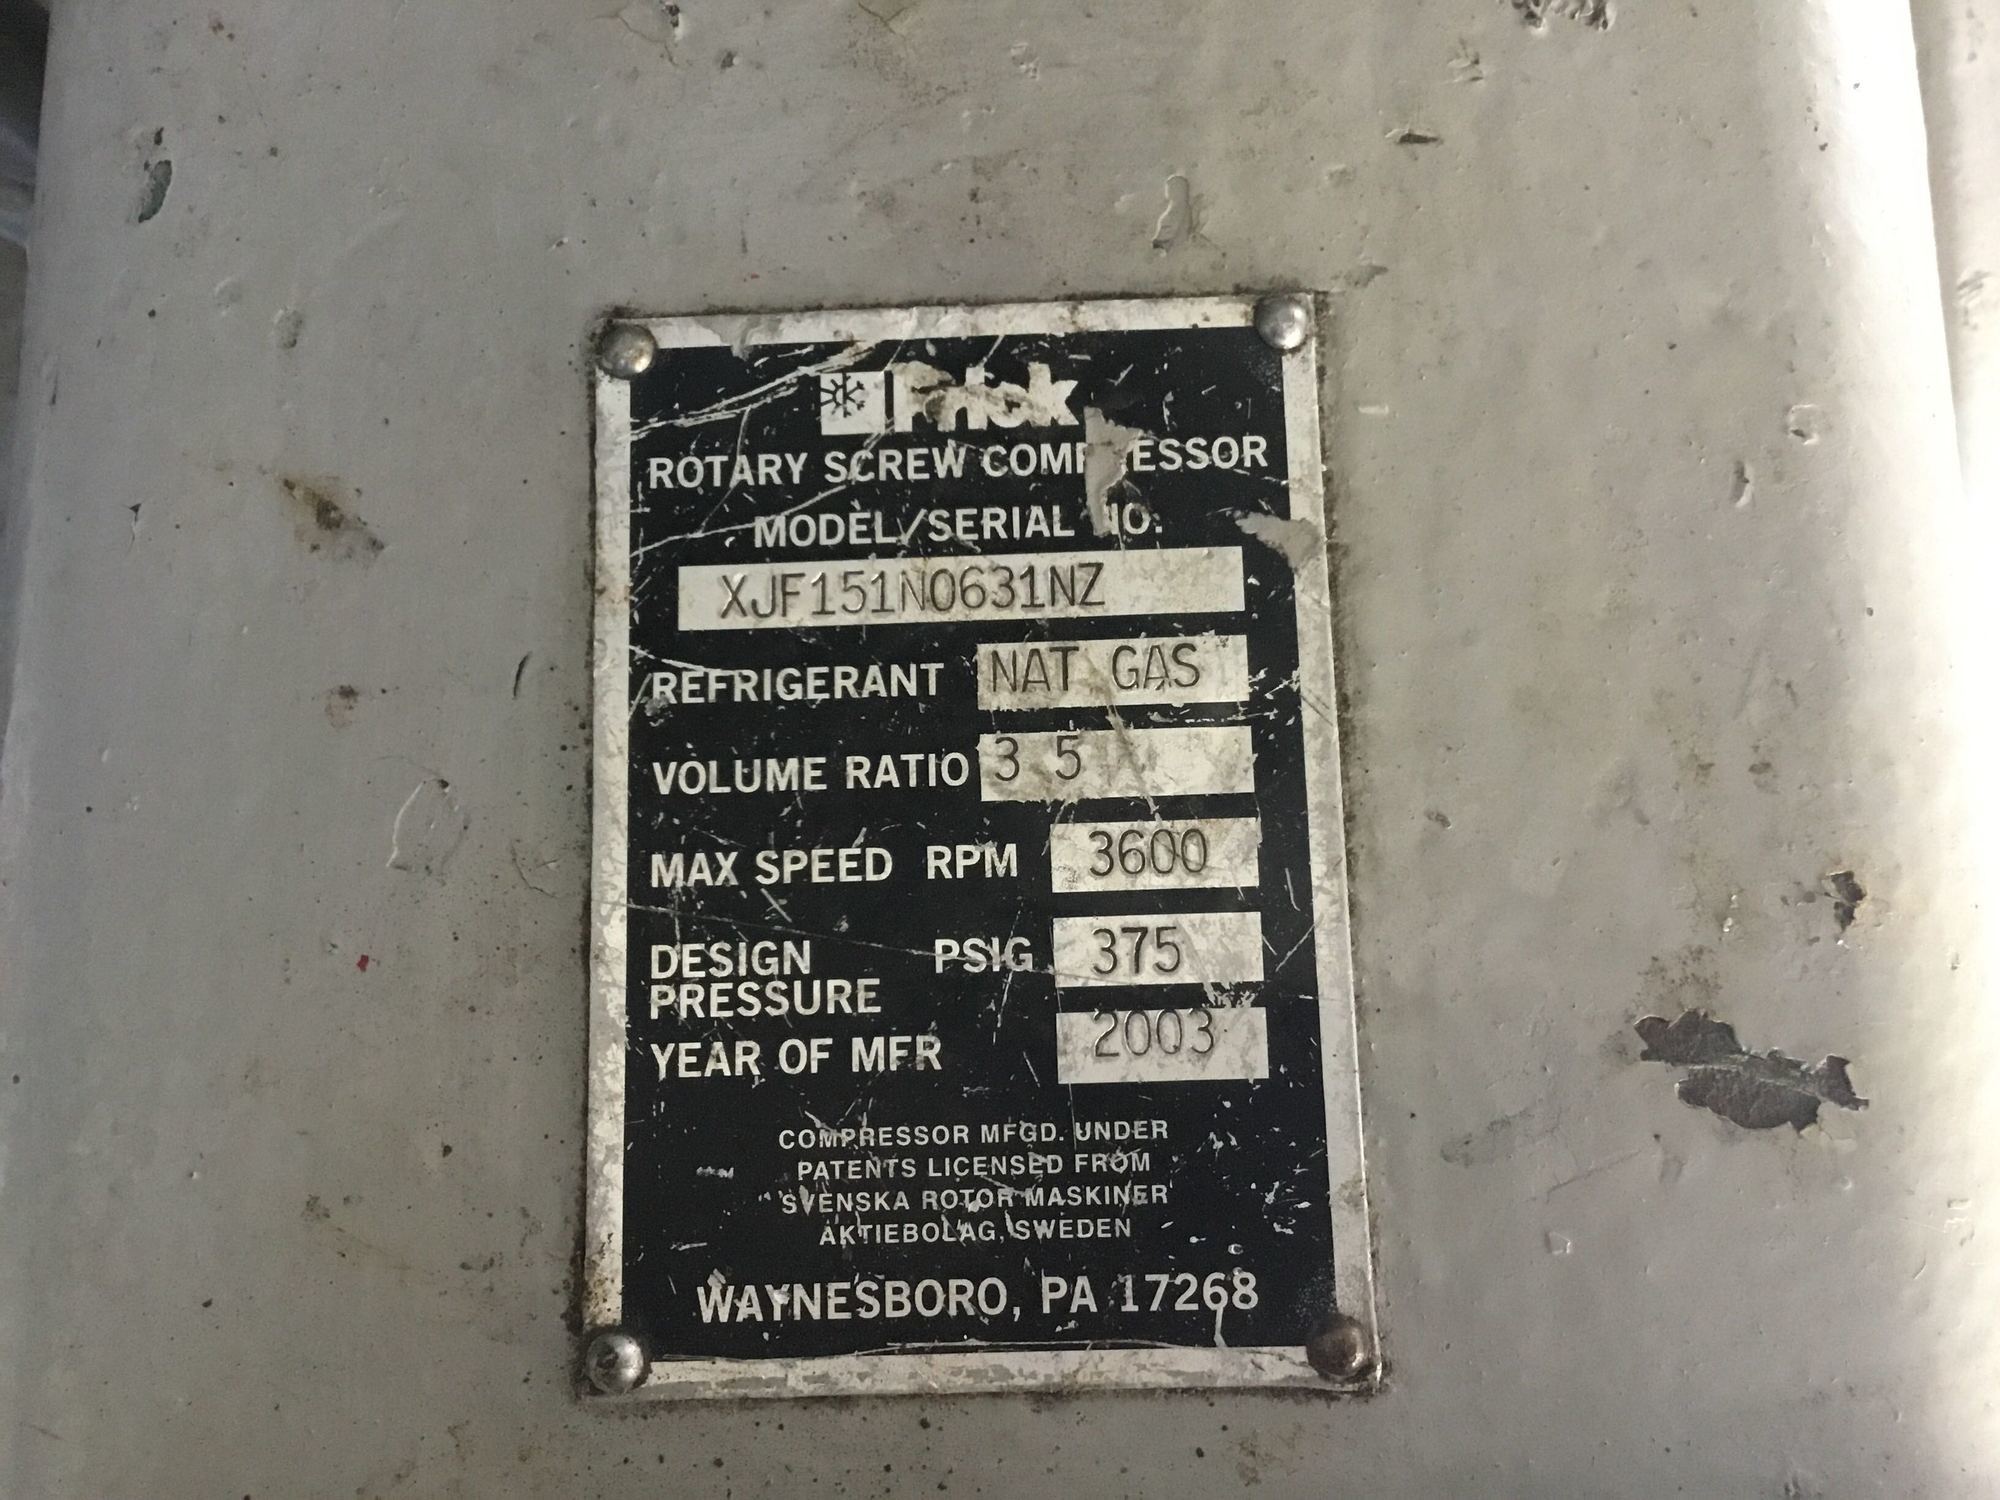 Frick
ROTARY SCREW COMPRESSOR
MODEL/SERIAL NO.
XJF151N0631NZ
REFRIGERANT NAT GAS
VOLUME RATIO 3 5
MAX SPEED RPM 3600
DESIGN PSIG 375
PRESSURE
YEAR OF MFR 2003
COMPRESSOR MFGD. UNDER
PATENTS LICENSED FROM
SVENSKA ROTOR MASKINER
AKTIEBOLAG, SWEDEN
WAYNESBORO, PA 17268